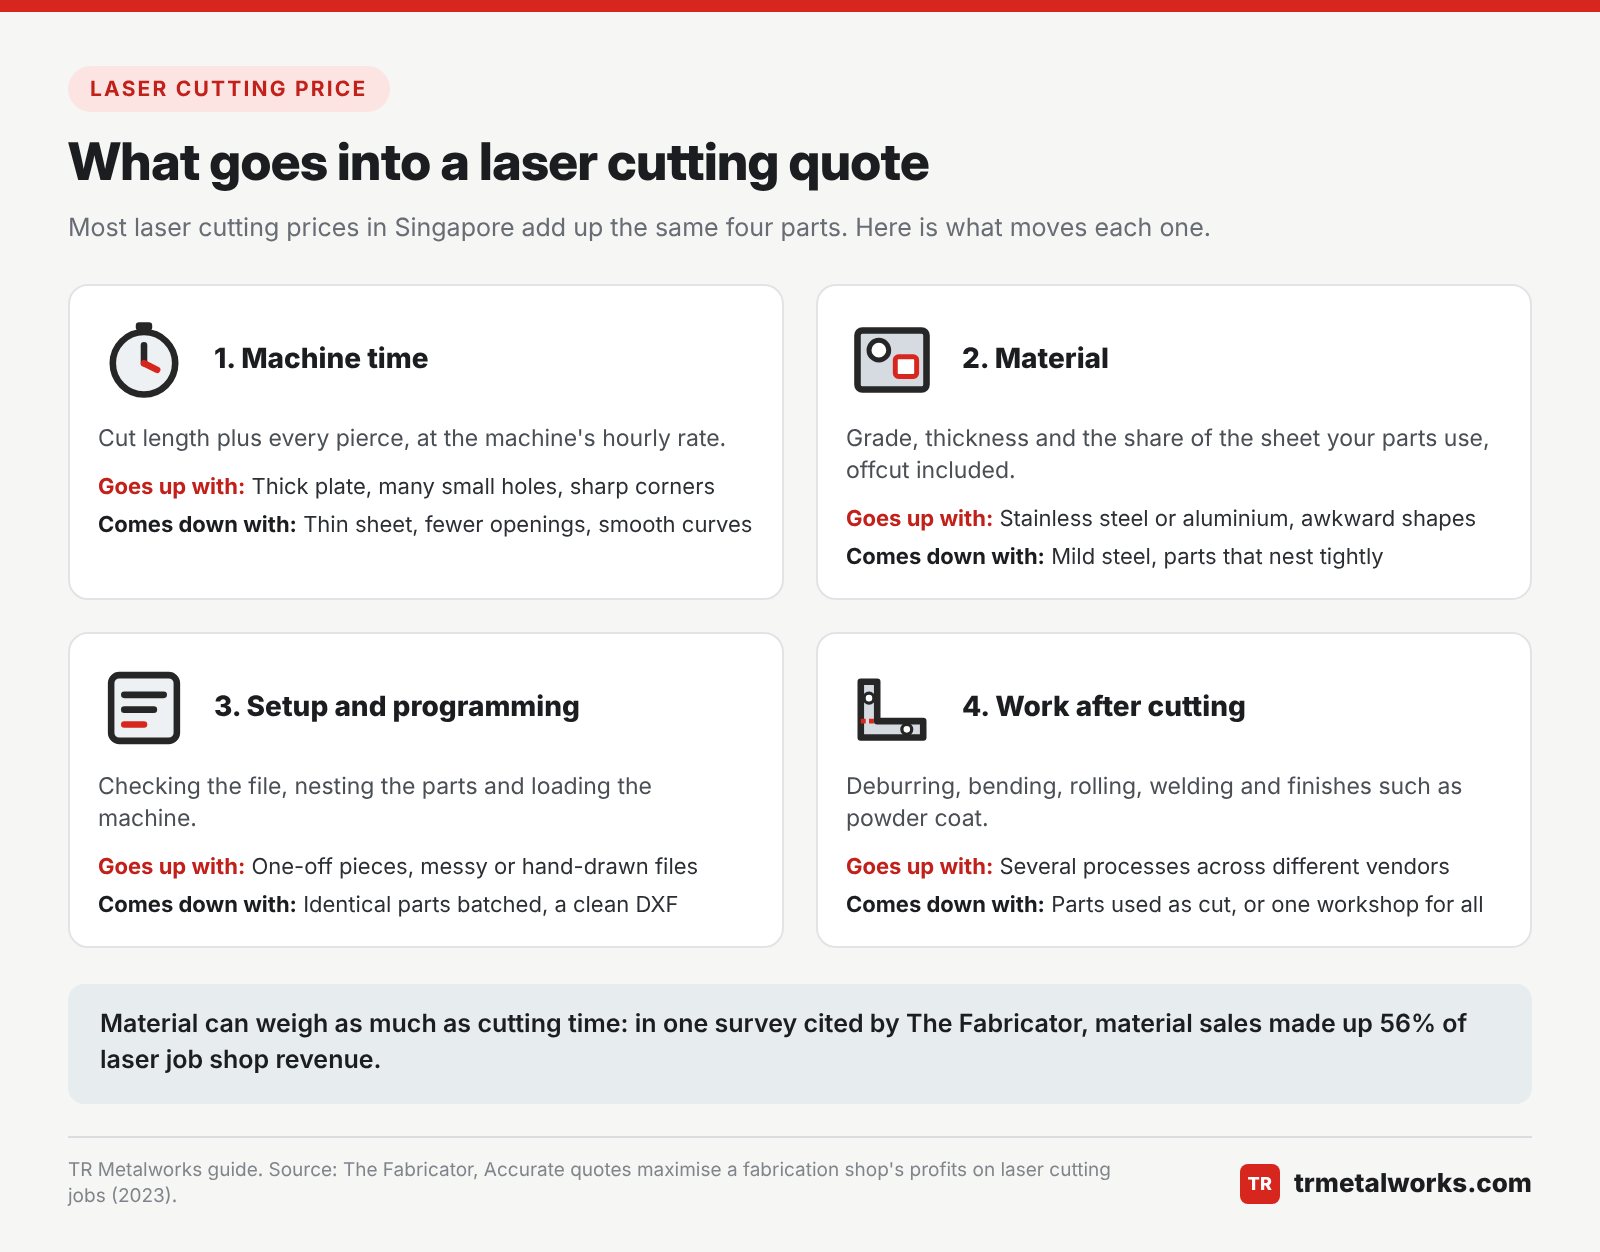 LASER CUTTING PRICE
What goes into a laser cutting quote
Most laser cutting prices in Singapore add up the same four parts. Here is what moves each one.
1. Machine time
Cut length plus every pierce, at the machine's hourly rate.
Goes up with: Thick plate, many small holes, sharp corners
Comes down with: Thin sheet, fewer openings, smooth curves
2. Material
Grade, thickness and the share of the sheet your parts use,
offcut included.
Goes up with: Stainless steel or aluminium, awkward shapes
Comes down with: Mild steel, parts that nest tightly
3. Setup and programming
Checking the file, nesting the parts and loading the
machine.
Goes up with: One-off pieces, messy or hand-drawn files
Comes down with: Identical parts batched, a clean DXF
4. Work after cutting
Deburring, bending, rolling, welding and finishes such as
powder coat.
Goes up with: Several processes across different vendors
Comes down with: Parts used as cut, or one workshop for all
Material can weigh as much as cutting time: in one survey cited by The Fabricator, material sales made up 56% of
laser job shop revenue.
TR Metalworks guide. Source: The Fabricator, Accurate quotes maximise a fabrication shop's profits on laser cutting
jobs (2023).
TR trmetalworks.com